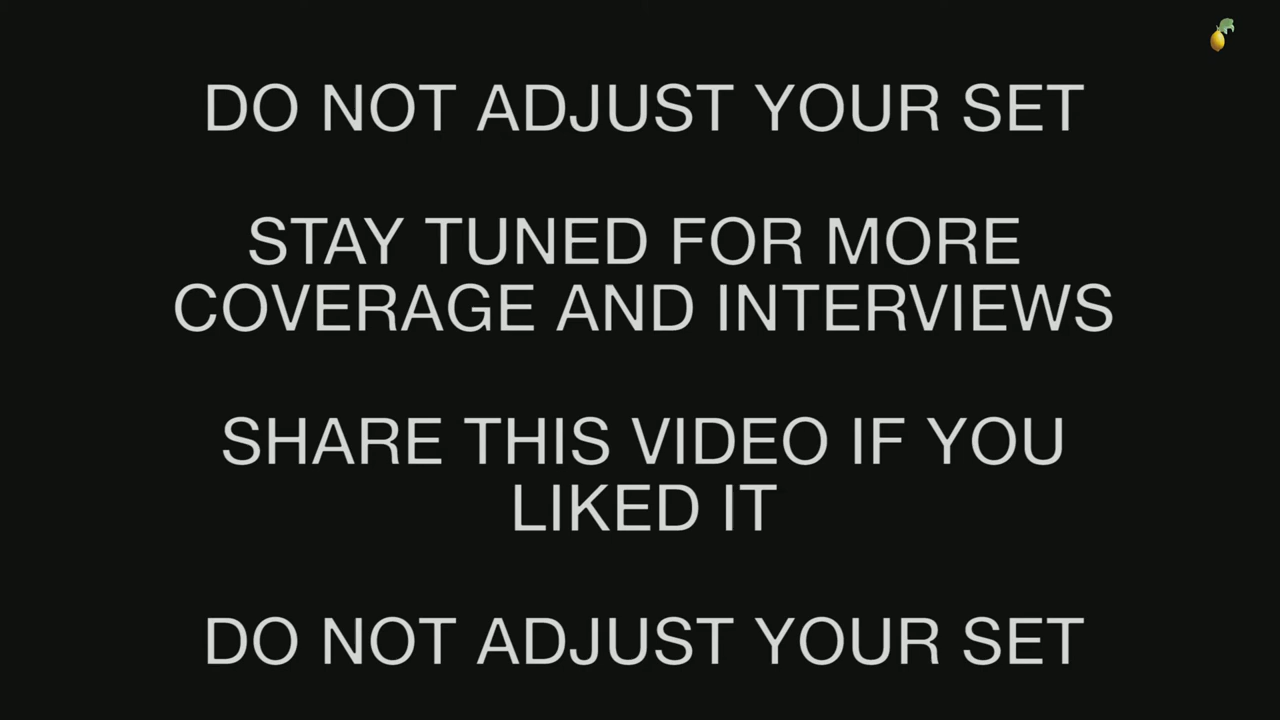 DO NOT ADJUST YOUR SET
STAY TUNED FOR MORE
COVERAGE AND INTERVIEWS
SHARE THIS VIDEO IF YOU
LIKED IT
DO NOT ADJUST YOUR SET